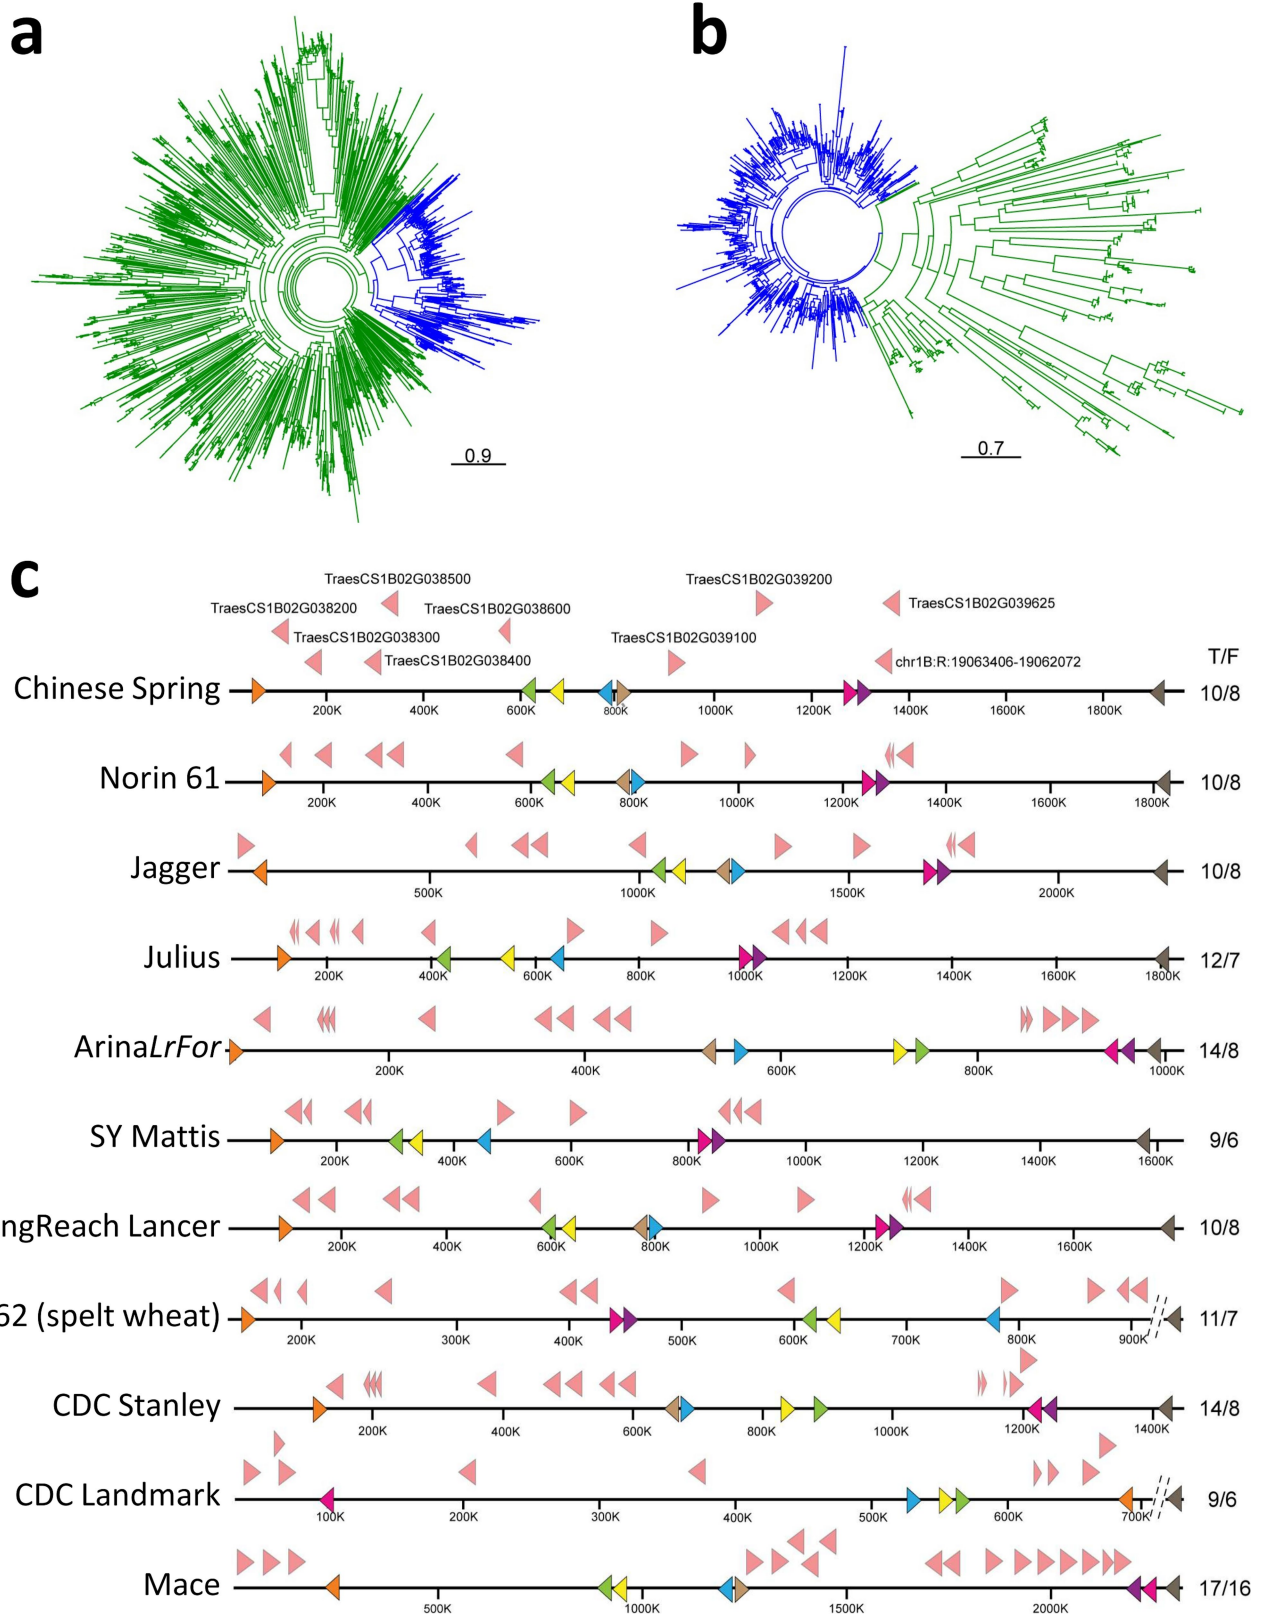 a
b
0.9
0.7
c
TraesCS1B02G038500
TraesCS1B02G039200
TraesCS1B02G038200
TraesCS1B02G038600
TraesCS1B02G039625
TraesCS1B02G038300
TraesCS1B02G039100
TraesCS1B02G038400
chr1B:R:19063406-19062072
T/F
Chinese Spring
10/8
200K 400K 600K 800K 1000K 1200K 1400K 1600K 1800K
Norin 61
10/8
200K 400K 600K 800K 1000K 1200K 1400K 1600K 1800K
Jagger
10/8
500K 1000K 1500K 2000K
Julius
12/7
200K 400K 600K 800K 1000K 1200K 1400K 1600K 1800K
ArinaLrFor
14/8
200K 400K 600K 800K 1000K
SY Mattis
9/6
200K 400K 600K 800K 1000K 1200K 1400K 1600K
ngReach Lancer
10/8
200K 400K 600K 800K 1000K 1200K 1400K 1600K
62 (spelt wheat)
11/7
200K 300K 400K 500K 600K 700K 800K 900K
CDC Stanley
14/8
200K 400K 600K 800K 1000K 1200K 1400K
CDC Landmark
9/6
100K 200K 300K 400K 500K 600K 700K
Mace
17/16
500K 1000K 1500K 2000K